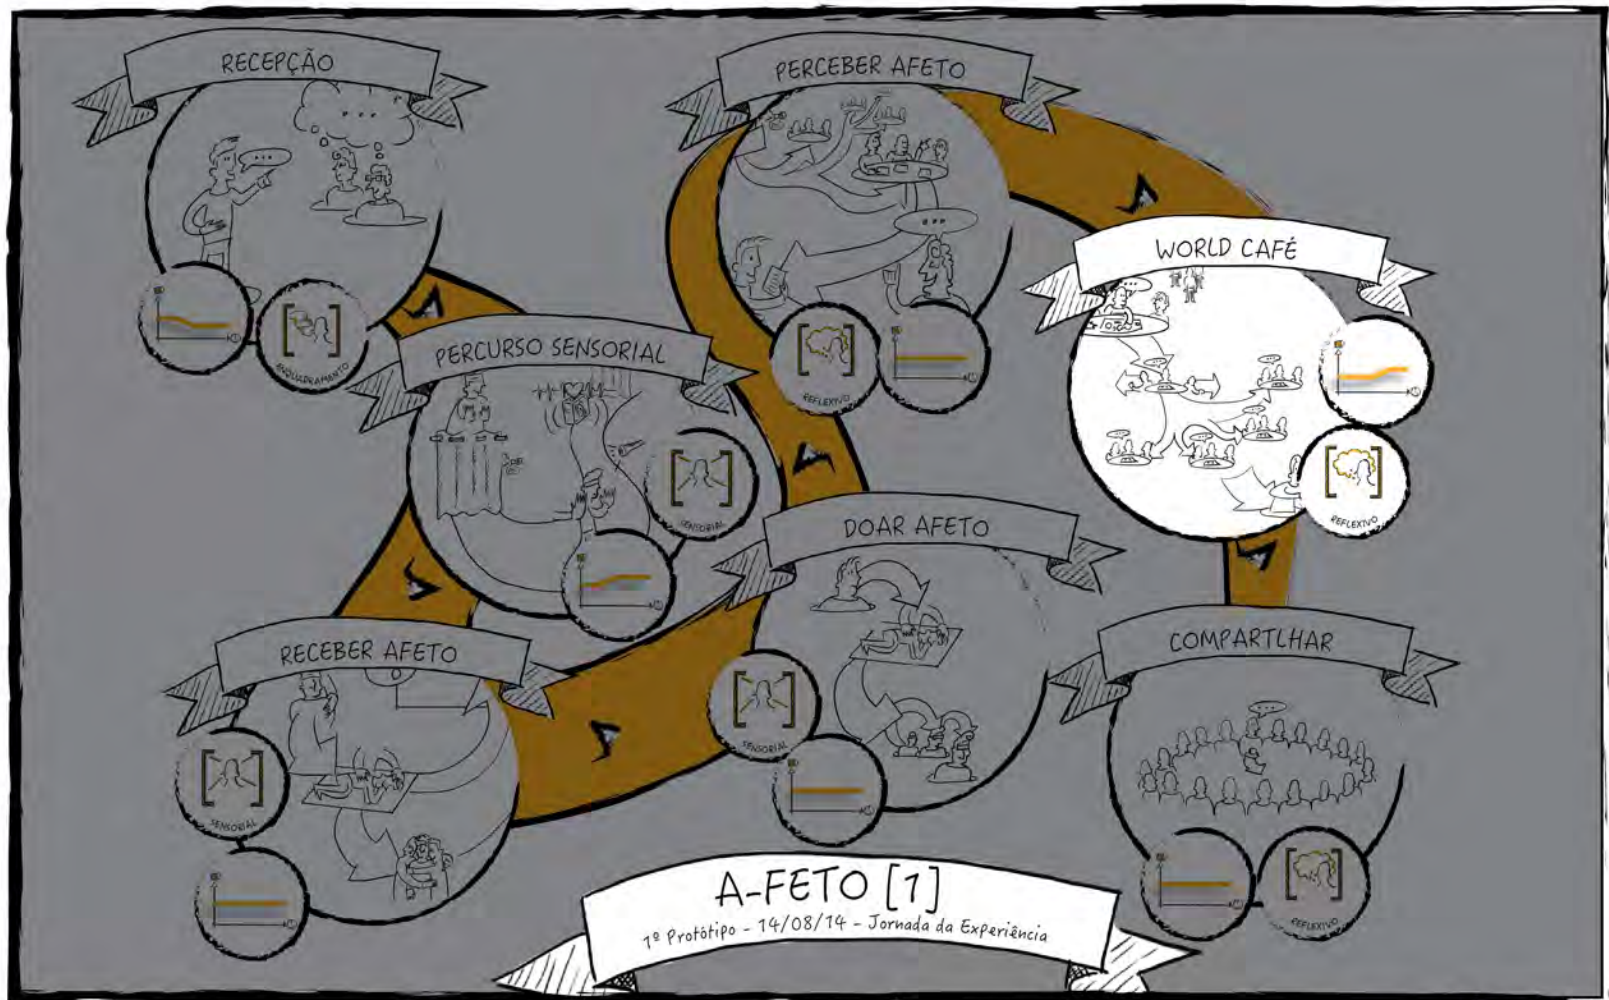 RECEPÇÃO
ENQUADRAMENTO
PERCURSO SENSORIAL
SENSORIAL
RECEBER AFETO
SENSORIAL
DOAR AFETO
SENSORIAL
PERCEBER AFETO
REFLEXIVO
WORLD CAFÉ
REFLEXIVO
COMPARTLHAR
REFLEXIVO
A-FETO [1]
1º Protótipo - 14/08/14 - Jornada da Experiência